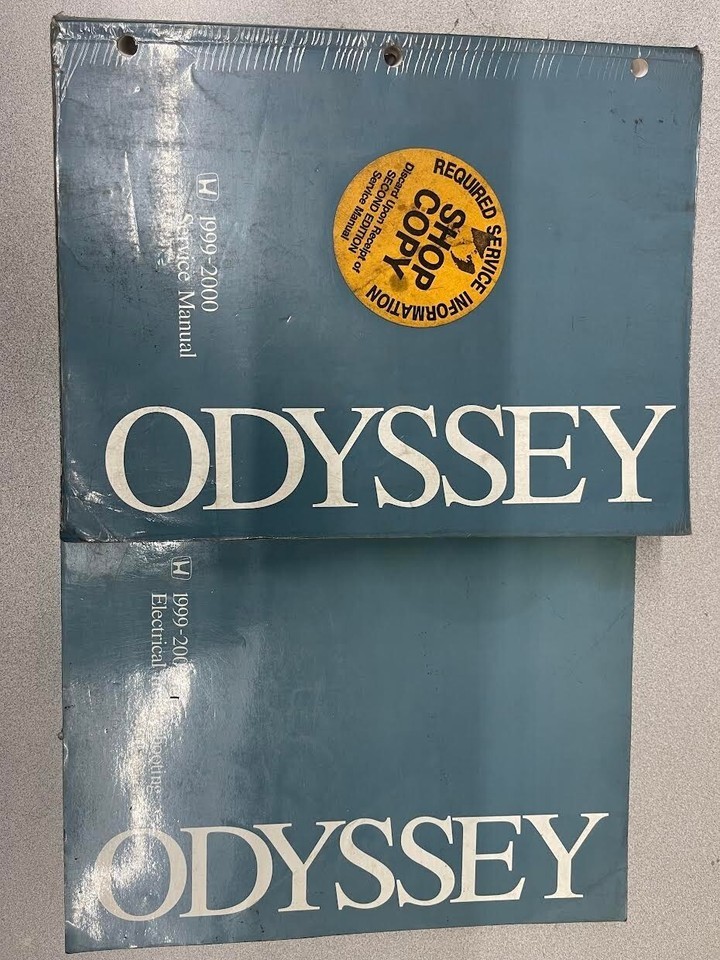 1999-2000
Service Manual
REQUIRED SERVICE INFORMATION
SHOP
COPY
Discard Upon Receipt of
SECOND EDITION
Service Manual
ODYSSEY
1999-200
Electrical
ODYSSEY